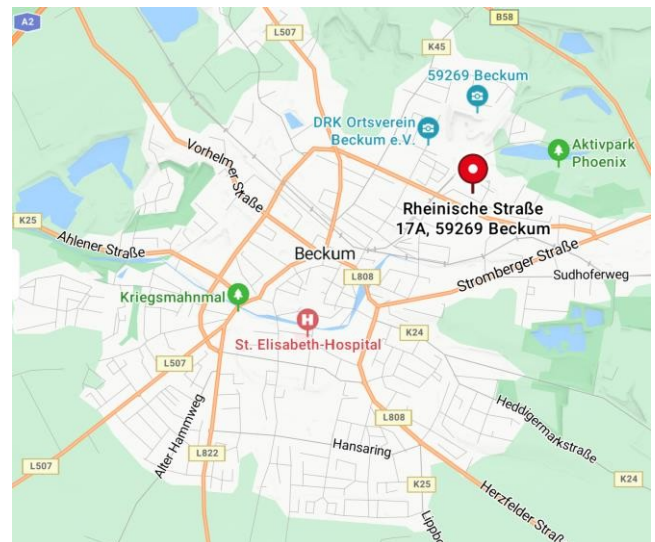 A2
L507
B58
K45
59269 Beckum
DRK Ortsverein
Beckum e.V.
Aktivpark
Phoenix
Vorhelmer Straße
Rheinische Straße
17A, 59269 Beckum
K25
Ahlener Straße
Beckum
Stromberger Straße
L808
Sudhoferweg
Kriegsmahnmal
St. Elisabeth-Hospital
K24
L507
Heddigermarkstraße
L808
Alter Hammweg
Hansaring
L822
L507
K25
K24
Herzfelder Straß
Lippbo